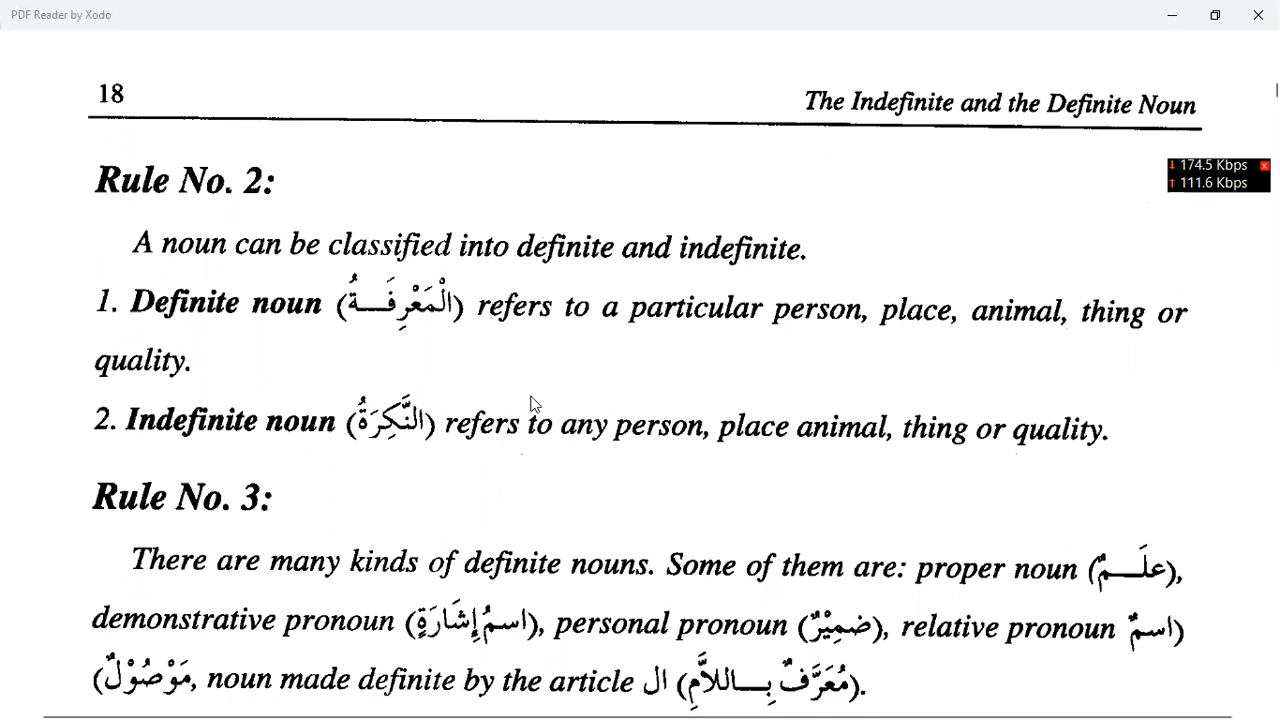 PDF Reader by Xodo
18
The Indefinite and the Definite Noun
↓ 174.5 Kbps x
↑ 111.6 Kbps
Rule No. 2:
A noun can be classified into definite and indefinite.
1. Definite noun (الْمَعْرِفَـــةُ) refers to a particular person, place, animal, thing or
quality.
2. Indefinite noun (النَّكِرَةُ) refers to any person, place animal, thing or quality.
Rule No. 3:
There are many kinds of definite nouns. Some of them are: proper noun (عَلَـــمٌ),
demonstrative pronoun (اسمُ إِشَارَةٍ), personal pronoun (ضمِيْرٌ), relative pronoun اسمٌ)
(مَوْصُوْلٌ, noun made definite by the article ال (مُعَرَّفٌ بِـــاللاَّمِ).